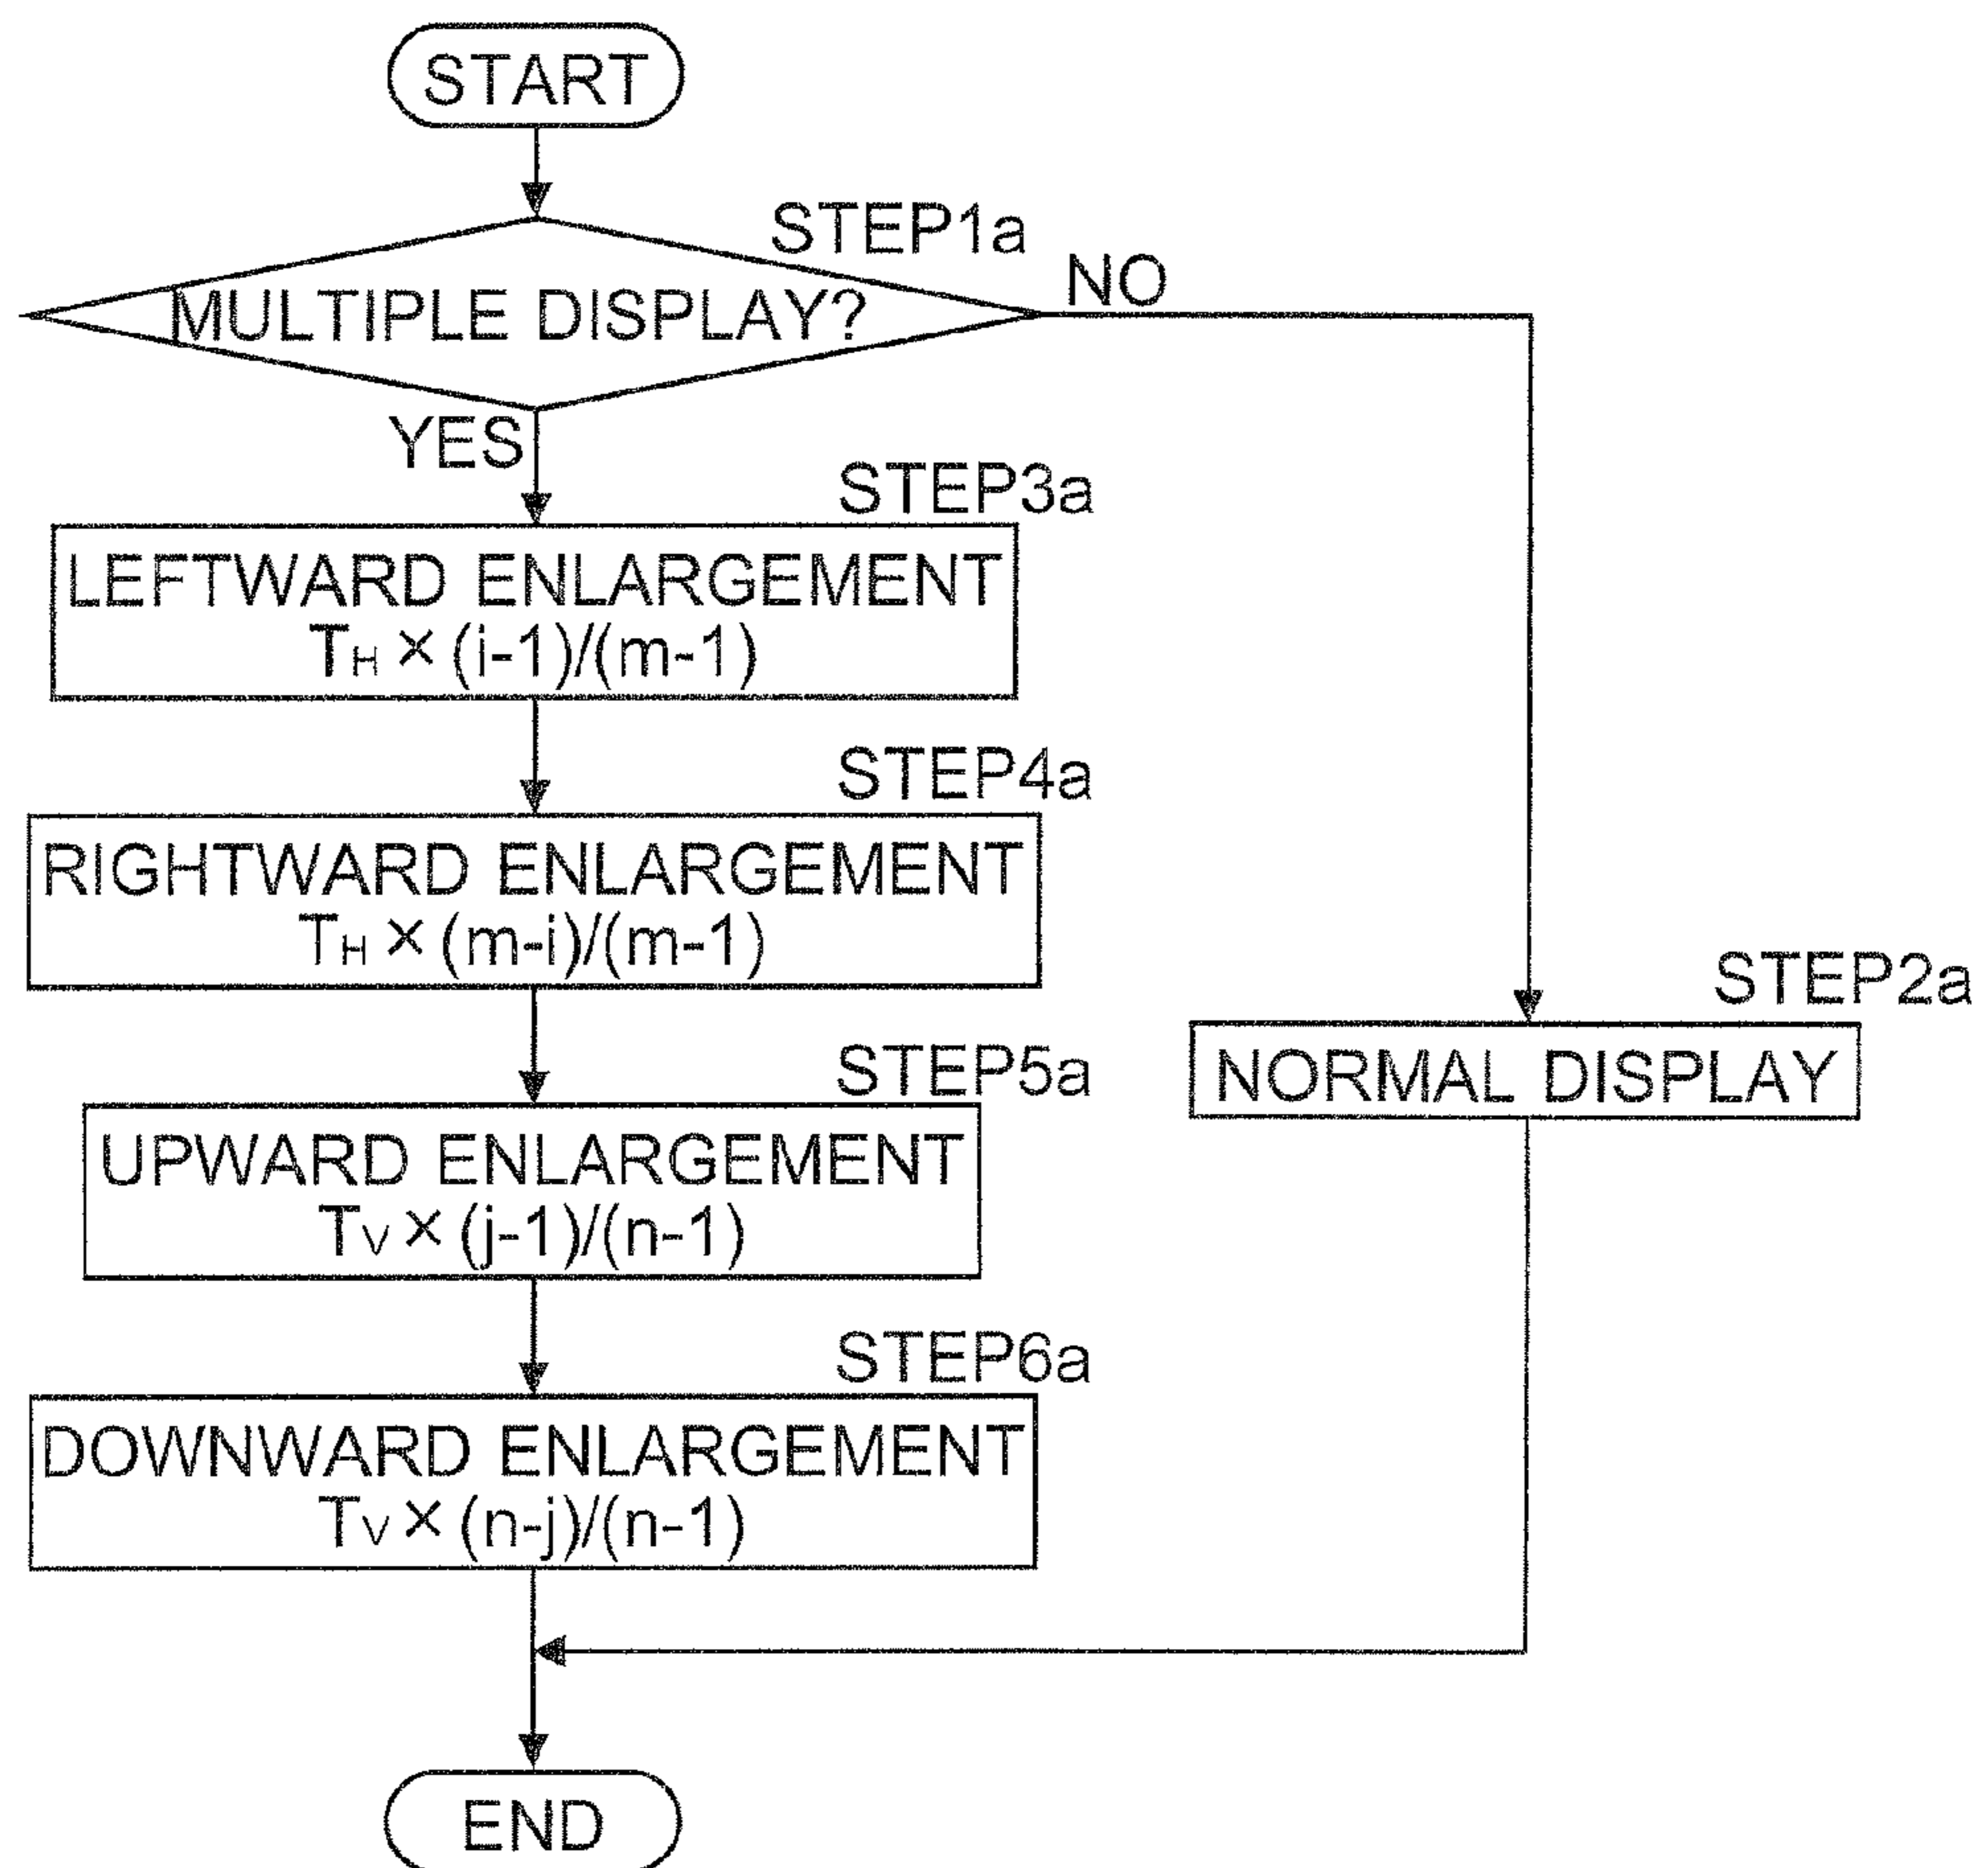 START
STEP1a
MULTIPLE DISPLAY?
NO
YES
STEP3a
LEFTWARD ENLARGEMENT
TH × (i-1)/(m-1)
STEP4a
RIGHTWARD ENLARGEMENT
TH × (m-i)/(m-1)
STEP2a
NORMAL DISPLAY
STEP5a
UPWARD ENLARGEMENT
TV × (j-1)/(n-1)
STEP6a
DOWNWARD ENLARGEMENT
TV × (n-j)/(n-1)
END